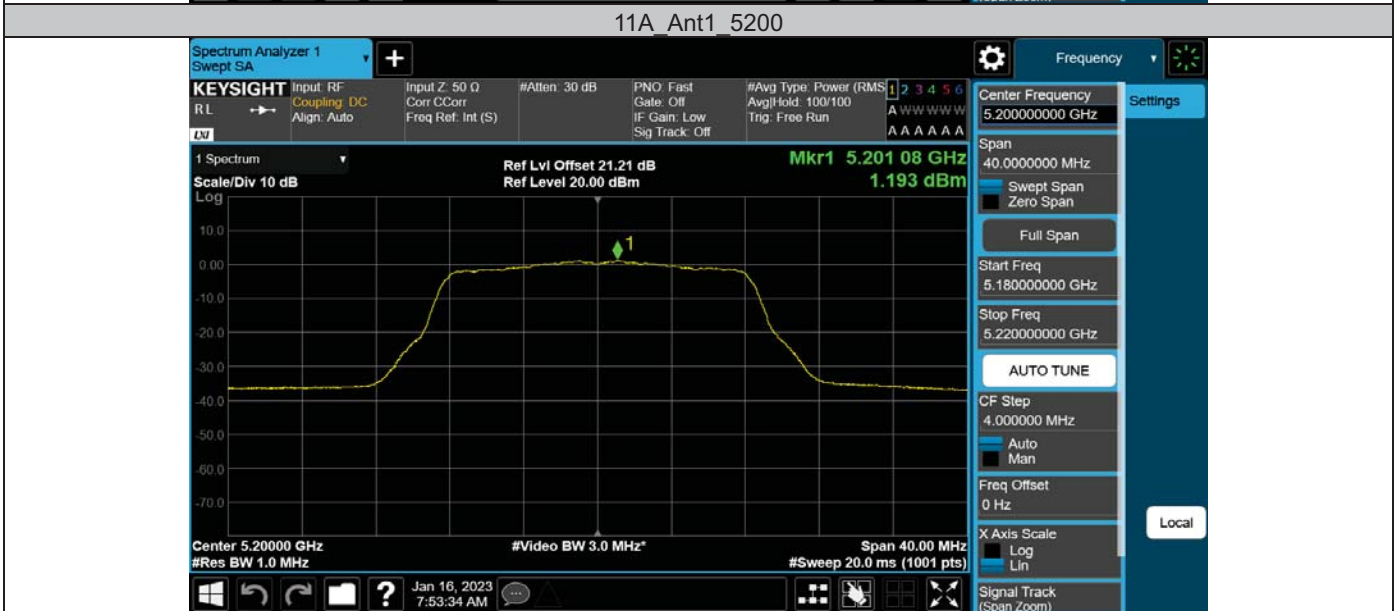 (Span Zoom)
11A_Ant1_5200
Spectrum Analyzer 1
Swept SA
+
Frequency
KEYSIGHT
RL
LXI
Input: RF
Coupling: DC
Align: Auto
Input Z: 50 Ω
Corr CCorr
Freq Ref: Int (S)
#Atten: 30 dB
PNO: Fast
Gate: Off
IF Gain: Low
Sig Track: Off
#Avg Type: Power (RMS
Avg|Hold: 100/100
Trig: Free Run
1 2 3 4 5 6
A W W W W W
A A A A A A
1 Spectrum
Scale/Div 10 dB
Log
Ref Lvl Offset 21.21 dB
Ref Level 20.00 dBm
Mkr1 5.201 08 GHz
1.193 dBm
1
10.0
0.00
-10.0
-20.0
-30.0
-40.0
-50.0
-60.0
-70.0
Center 5.20000 GHz
#Res BW 1.0 MHz
#Video BW 3.0 MHz*
Span 40.00 MHz
#Sweep 20.0 ms (1001 pts)
?
Jan 16, 2023
7:53:34 AM
Center Frequency
5.200000000 GHz
Span
40.0000000 MHz
Swept Span
Zero Span
Full Span
Start Freq
5.180000000 GHz
Stop Freq
5.220000000 GHz
AUTO TUNE
CF Step
4.000000 MHz
Auto
Man
Freq Offset
0 Hz
X Axis Scale
Log
Lin
Signal Track
(Span Zoom)
Settings
Local